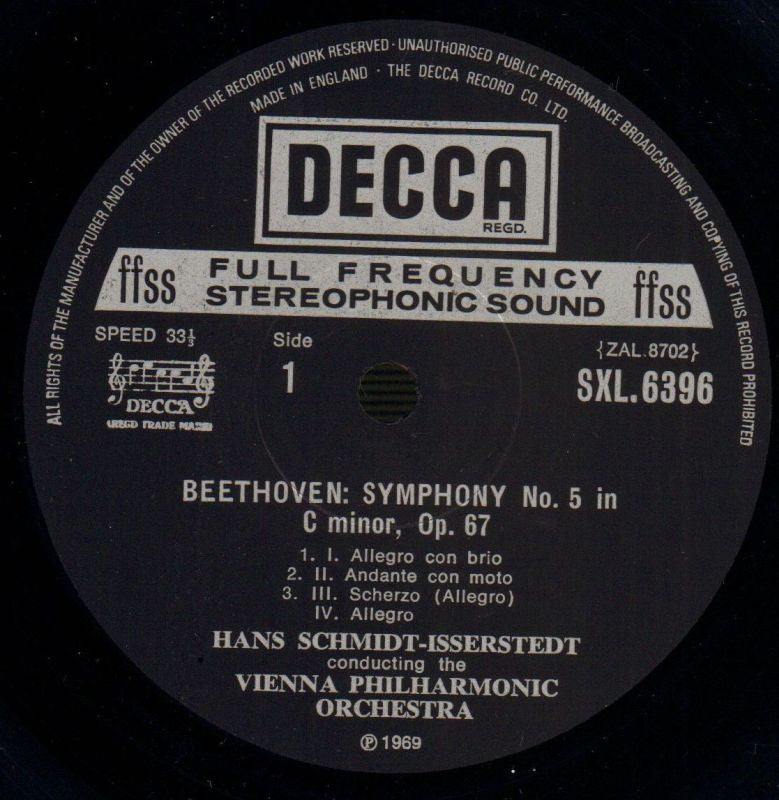 ALL RIGHTS OF THE MANUFACTURER AND OF THE OWNER OF THE RECORDED WORK RESERVED · UNAUTHORISED PUBLIC PERFORMANCE BROADCASTING AND COPYING OF THIS RECORD PROHIBITED
MADE IN ENGLAND · THE DECCA RECORD CO. LTD.
DECCA
REGD.
ffss FULL FREQUENCY STEREOPHONIC SOUND ffss
SPEED 33⅓
Side
1
{ZAL.8702}
SXL.6396
DECCA
(REGD TRADE MARK)
BEETHOVEN: SYMPHONY No. 5 in
C minor, Op. 67
1. I. Allegro con brio
2. II. Andante con moto
3. III. Scherzo (Allegro)
IV. Allegro
HANS SCHMIDT-ISSERSTEDT
conducting the
VIENNA PHILHARMONIC
ORCHESTRA
℗ 1969